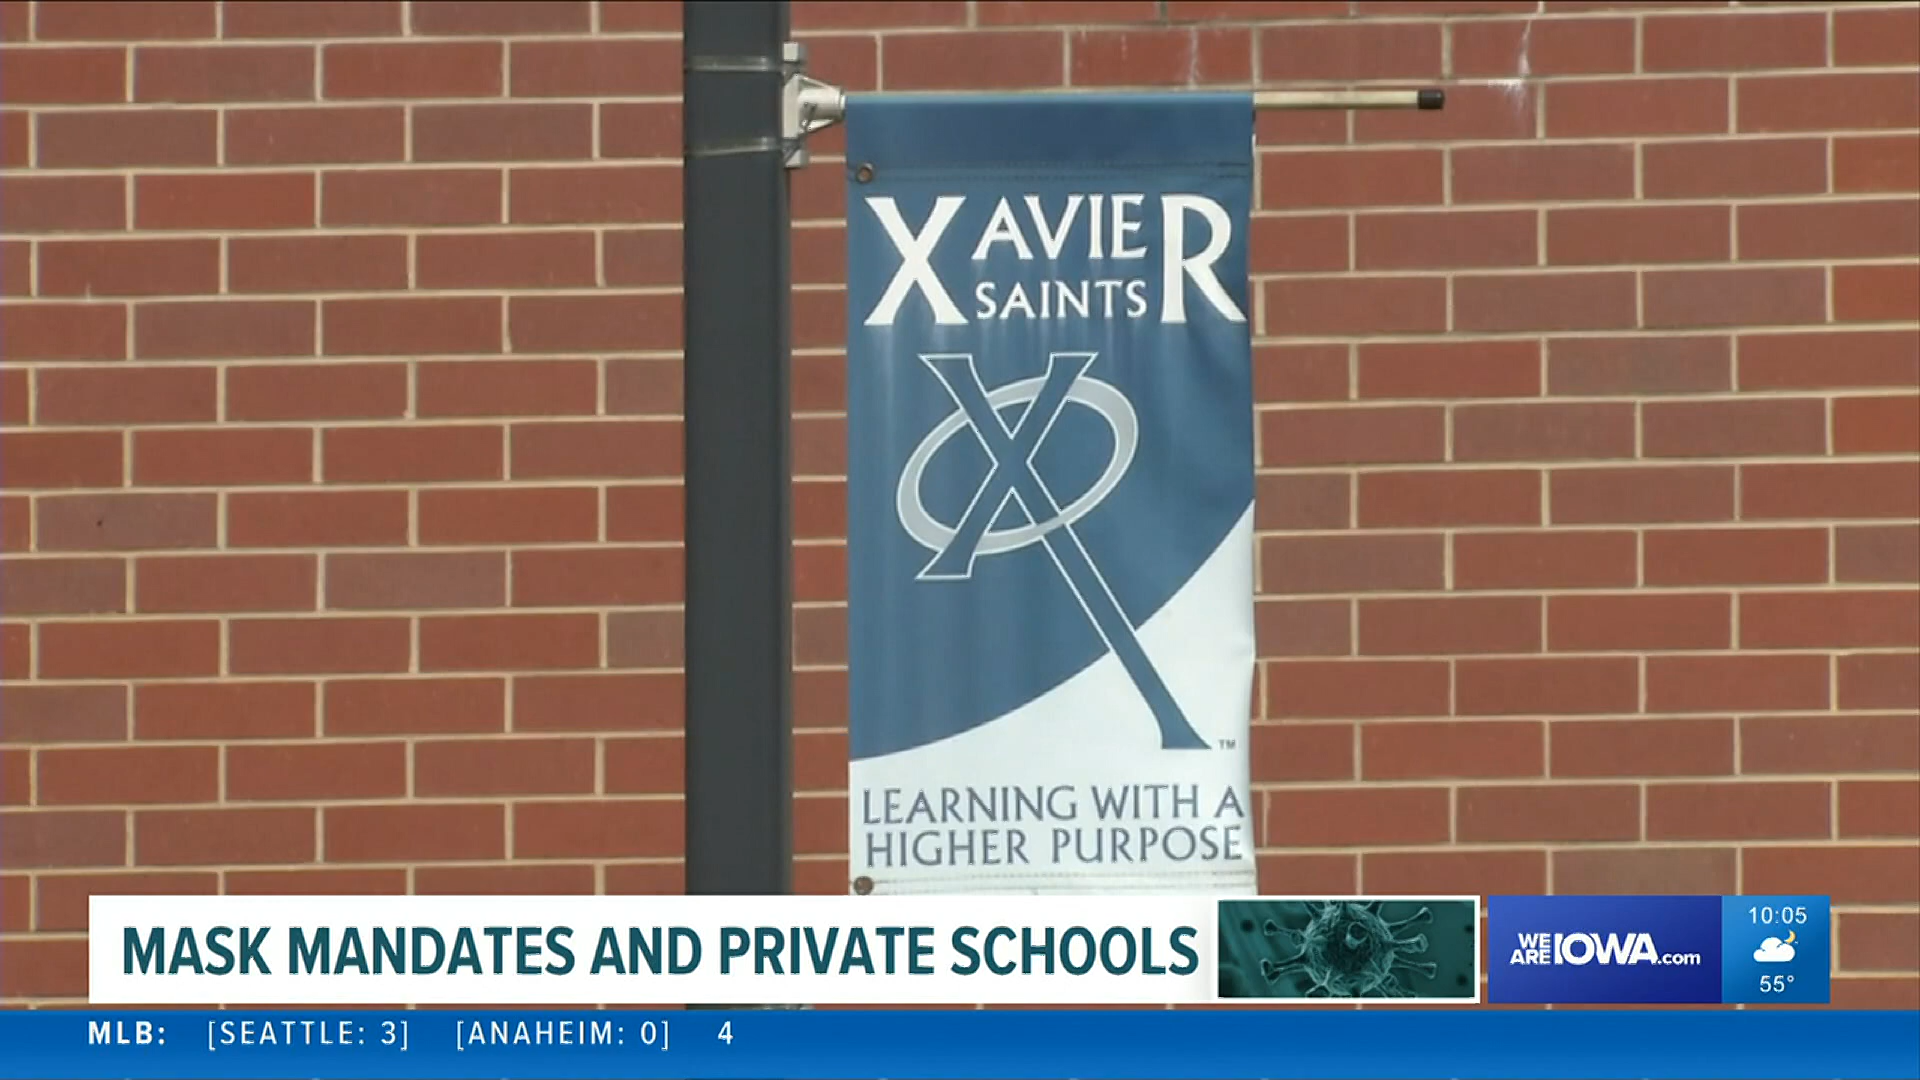 XAVIER
SAINTS
TM
LEARNING WITH A
HIGHER PURPOSE
MASK MANDATES AND PRIVATE SCHOOLS
WE ARE IOWA.com
10:05
55°
MLB: [SEATTLE: 3] [ANAHEIM: 0] 4